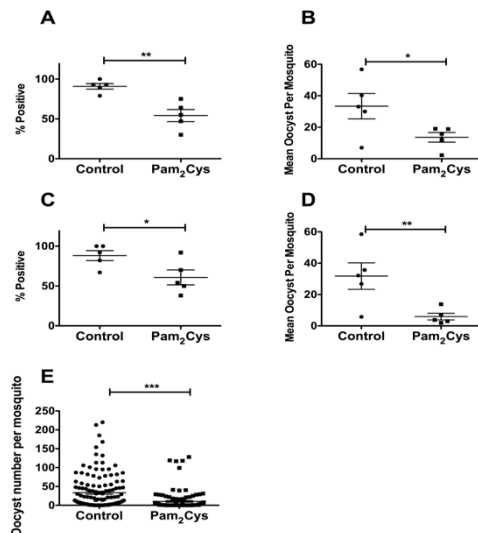 A
**
100
50
0
% Positive
Control Pam₂Cys
B
*
60
40
20
0
Mean Oocyst Per Mosquito
Control Pam₂Cys
C
*
100
50
0
% Positive
Control Pam₂Cys
D
**
60
40
20
0
Mean Oocyst Per Mosquito
Control Pam₂Cys
E
***
250
200
150
100
50
0
Oocyst number per mosquito
Control Pam₂Cys